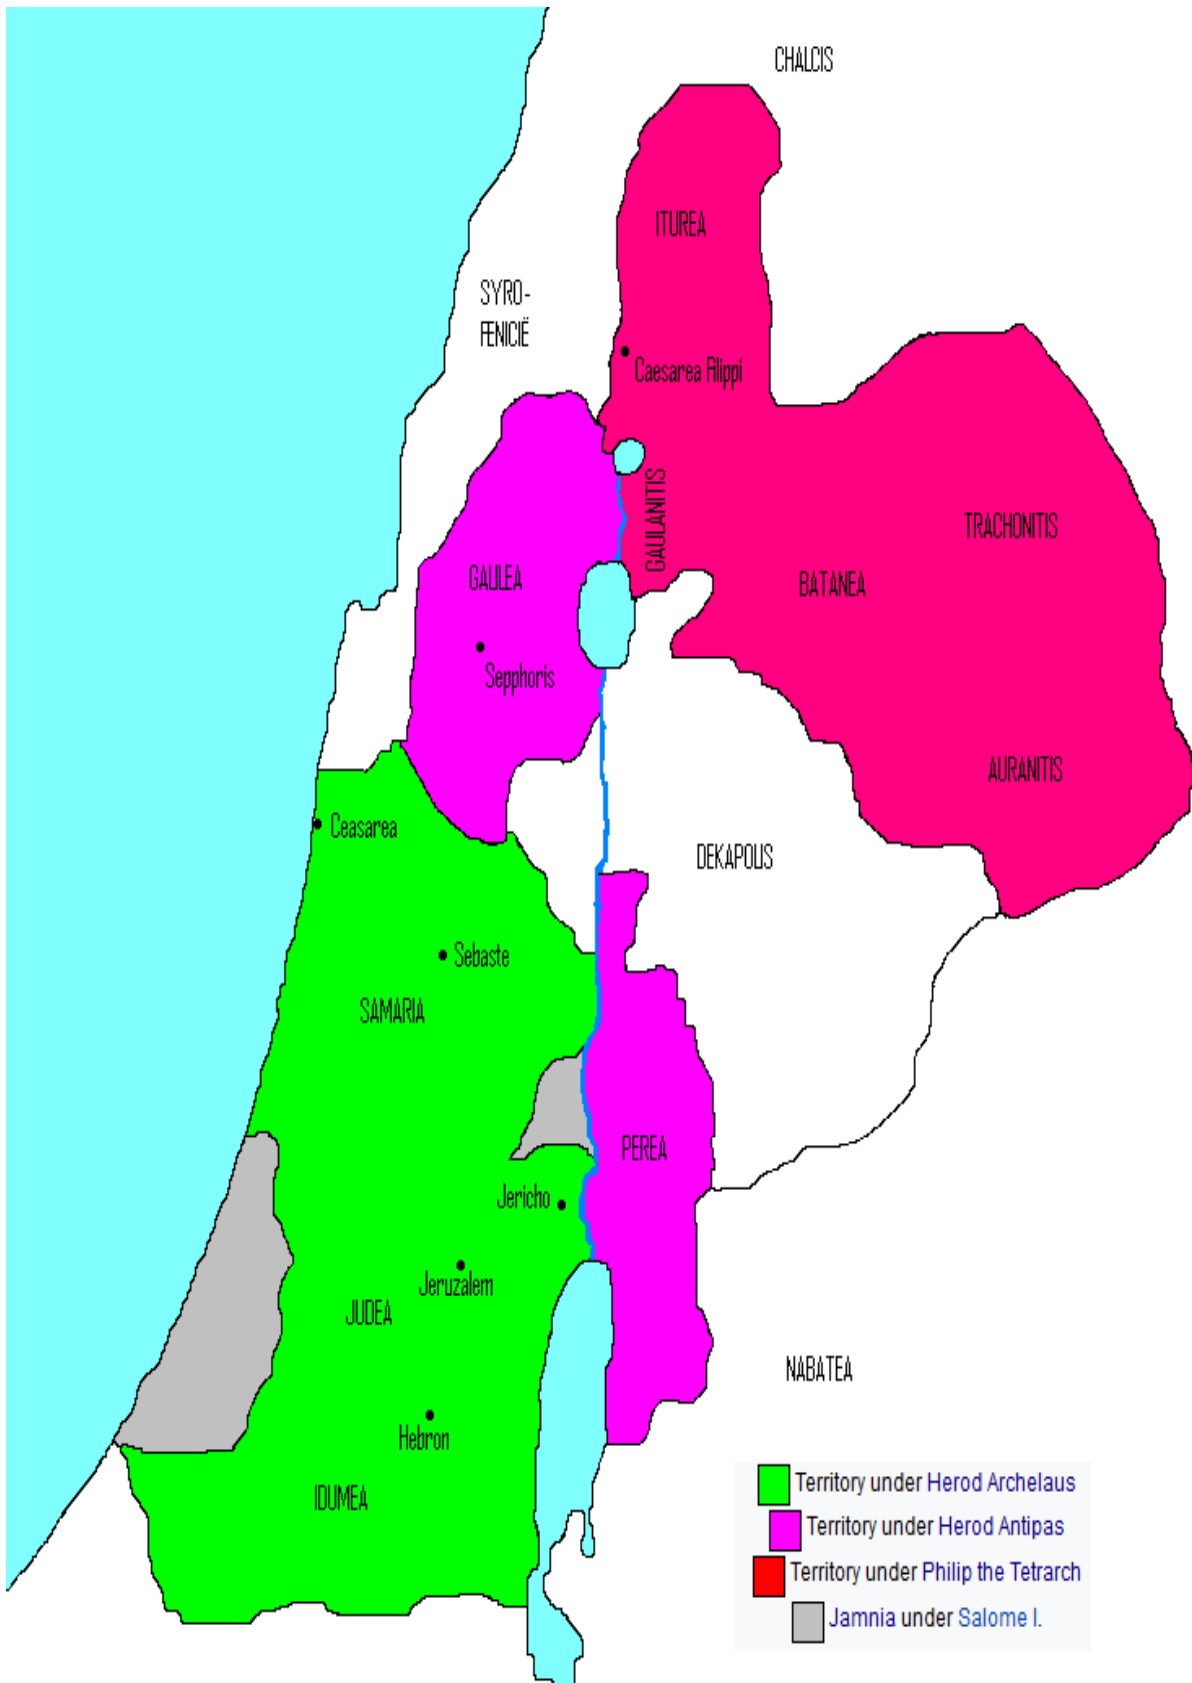 CHALCIS
ITUREA
SYRO-
FENICIË
Caesarea Filippi
GAULANITIS
TRACHONITIS
GALILEA
BATANEA
Sepphoris
AURANITIS
Ceasarea
DEKAPOLIS
Sebaste
SAMARIA
PEREA
Jericho
Jeruzalem
JUDEA
NABATEA
Hebron
IDUMEA
Territory under Herod Archelaus
Territory under Herod Antipas
Territory under Philip the Tetrarch
Jamnia under Salome I.